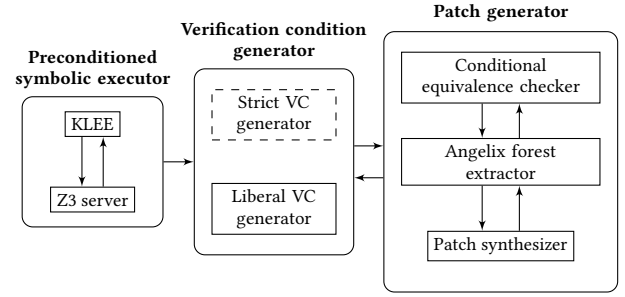 Preconditioned
symbolic executor
KLEE
Z3 server
Verification condition
generator
Strict VC
generator
Liberal VC
generator
Patch generator
Conditional
equivalence checker
Angelix forest
extractor
Patch synthesizer